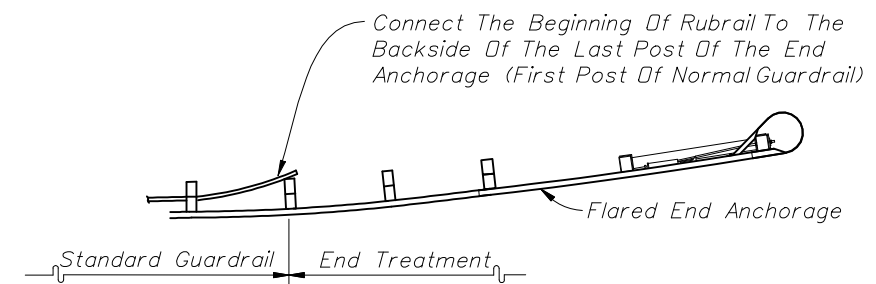 Connect The Beginning Of Rubrail To The
Backside Of The Last Post Of The End
Anchorage (First Post Of Normal Guardrail)
Flared End Anchorage
Standard Guardrail End Treatment